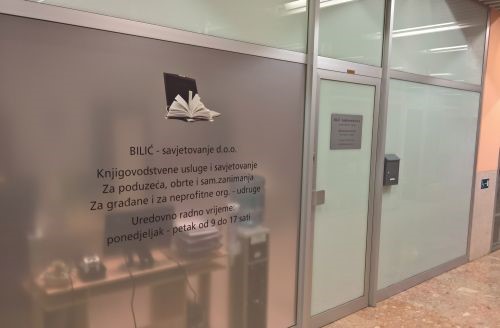 BILIĆ - savjetovanje d.o.o.
Knjigovodstvene usluge i savjetovanje
Za poduzeća, obrte i sam.zanimanja
Za građane i za neprofitne org. - udruge
Uredovno radno vrijeme:
ponedjeljak - petak od 9 do 17 sati